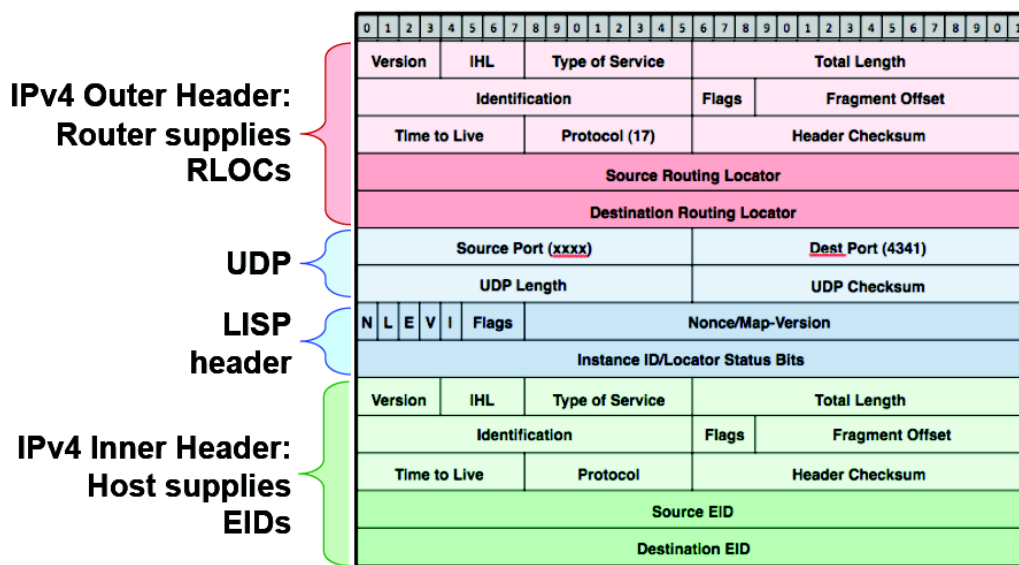 0 1 2 3 4 5 6 7 8 9 0 1 2 3 4 5 6 7 8 9 0 1 2 3 4 5 6 7 8 9 0 1
IPv4 Outer Header:
Router supplies
RLOCs
Version IHL Type of Service Total Length
Identification Flags Fragment Offset
Time to Live Protocol (17) Header Checksum
Source Routing Locator
Destination Routing Locator
UDP
Source Port (xxxx) Dest Port (4341)
UDP Length UDP Checksum
LISP
header
N L E V I Flags Nonce/Map-Version
Instance ID/Locator Status Bits
IPv4 Inner Header:
Host supplies
EIDs
Version IHL Type of Service Total Length
Identification Flags Fragment Offset
Time to Live Protocol Header Checksum
Source EID
Destination EID